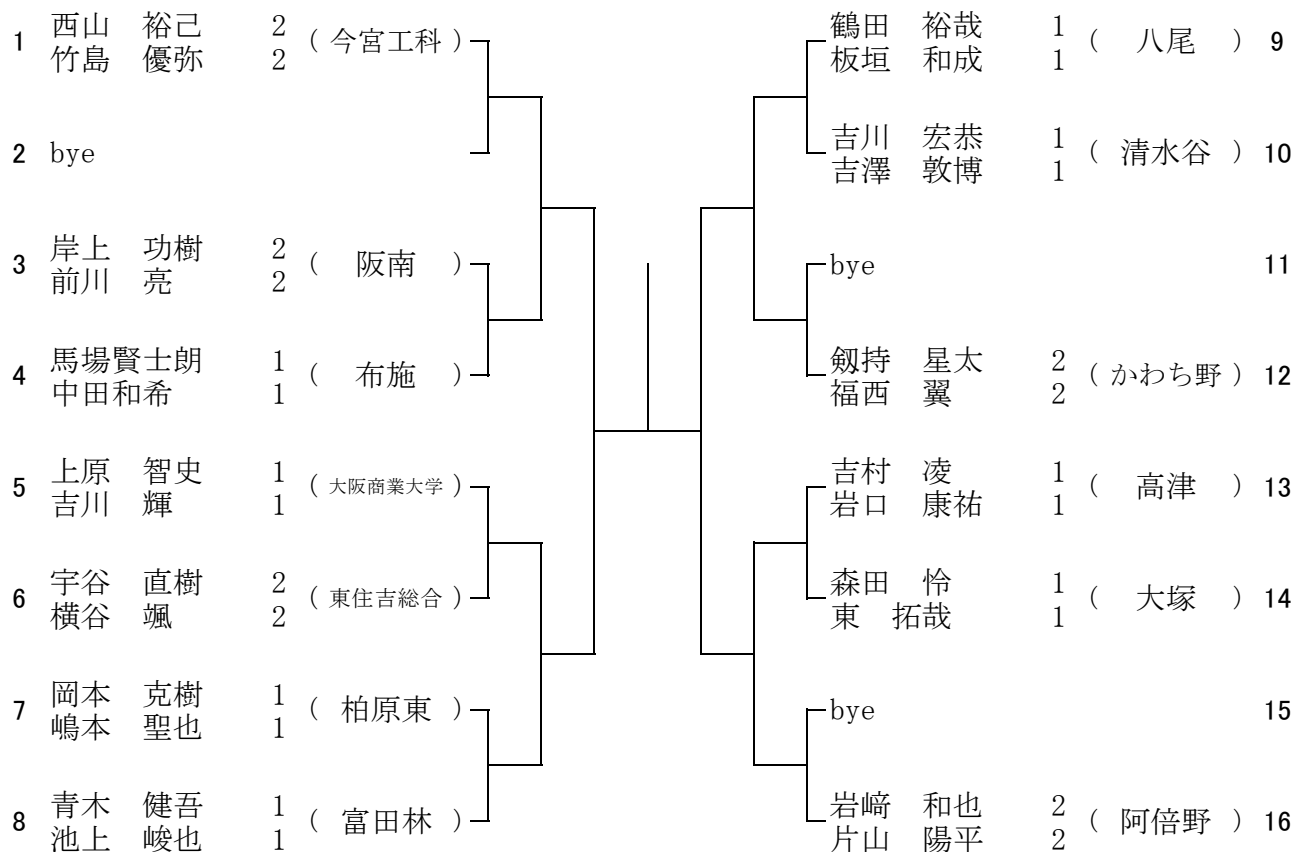 1 西山　裕己 2 ( 今宮工科 )
竹島　優弥 2
2 bye
3 岸上　功樹 2 ( 阪南 )
前川　亮 2
4 馬場賢士朗 1 ( 布施 )
中田和希 1
5 上原　智史 1 ( 大阪商業大学 )
吉川　輝 1
6 宇谷　直樹 2 ( 東住吉総合 )
横谷　颯 2
7 岡本　克樹 1 ( 柏原東 )
嶋本　聖也 1
8 青木　健吾 1 ( 富田林 )
池上　峻也 1
鶴田　裕哉 1 ( 八尾 ) 9
板垣　和成 1
吉川　宏恭 1 ( 清水谷 ) 10
吉澤　敦博 1
bye 11
剱持　星太 2 ( かわち野 ) 12
福西　翼 2
吉村　凌 1 ( 高津 ) 13
岩口　康祐 1
森田　怜 1 ( 大塚 ) 14
東　拓哉 1
bye 15
岩﨑　和也 2 ( 阿倍野 ) 16
片山　陽平 2